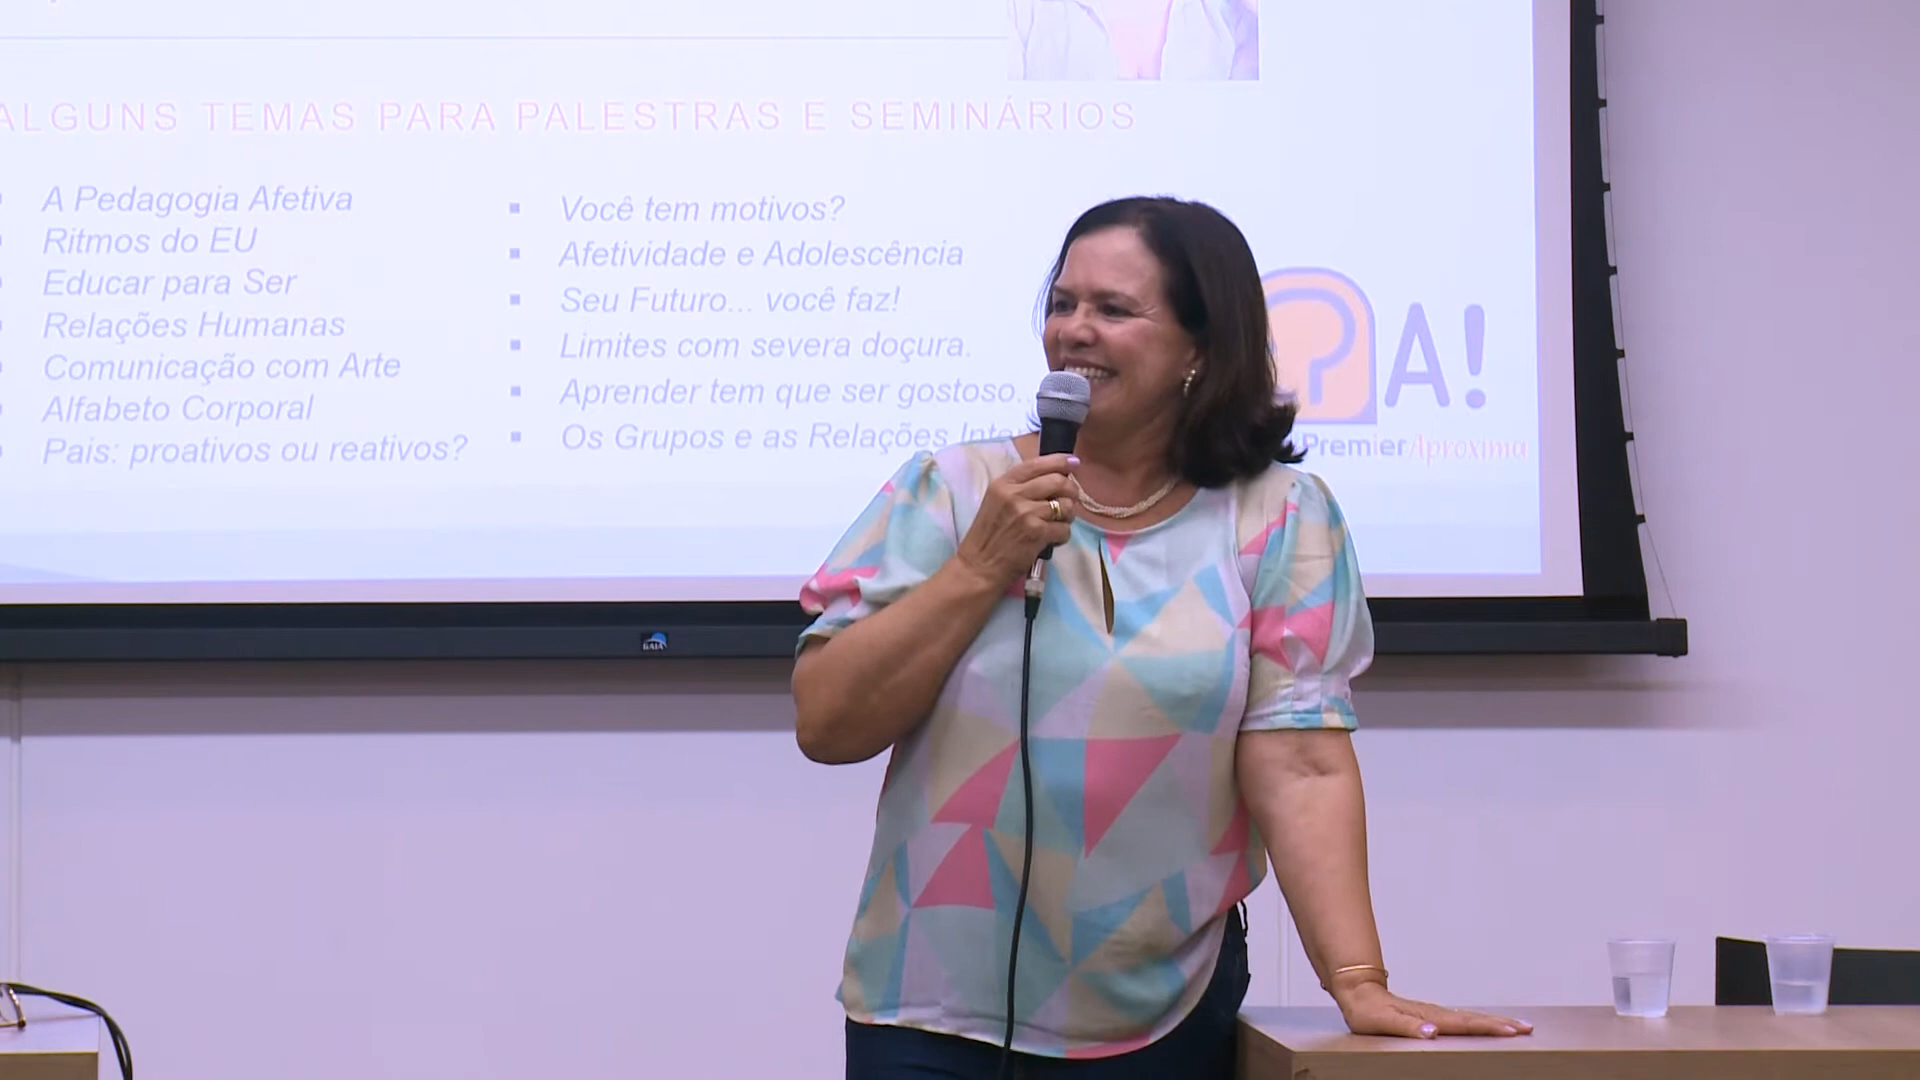 ALGUNS TEMAS PARA PALESTRAS E SEMINÁRIOS
A Pedagogia Afetiva
Ritmos do EU
Educar para Ser
Relações Humanas
Comunicação com Arte
Alfabeto Corporal
Pais: proativos ou reativos?
Você tem motivos?
Afetividade e Adolescência
Seu Futuro... você faz!
Limites com severa doçura.
Aprender tem que ser gostoso..
Os Grupos e as Relações
A!
Premier Aproxima
GAIA